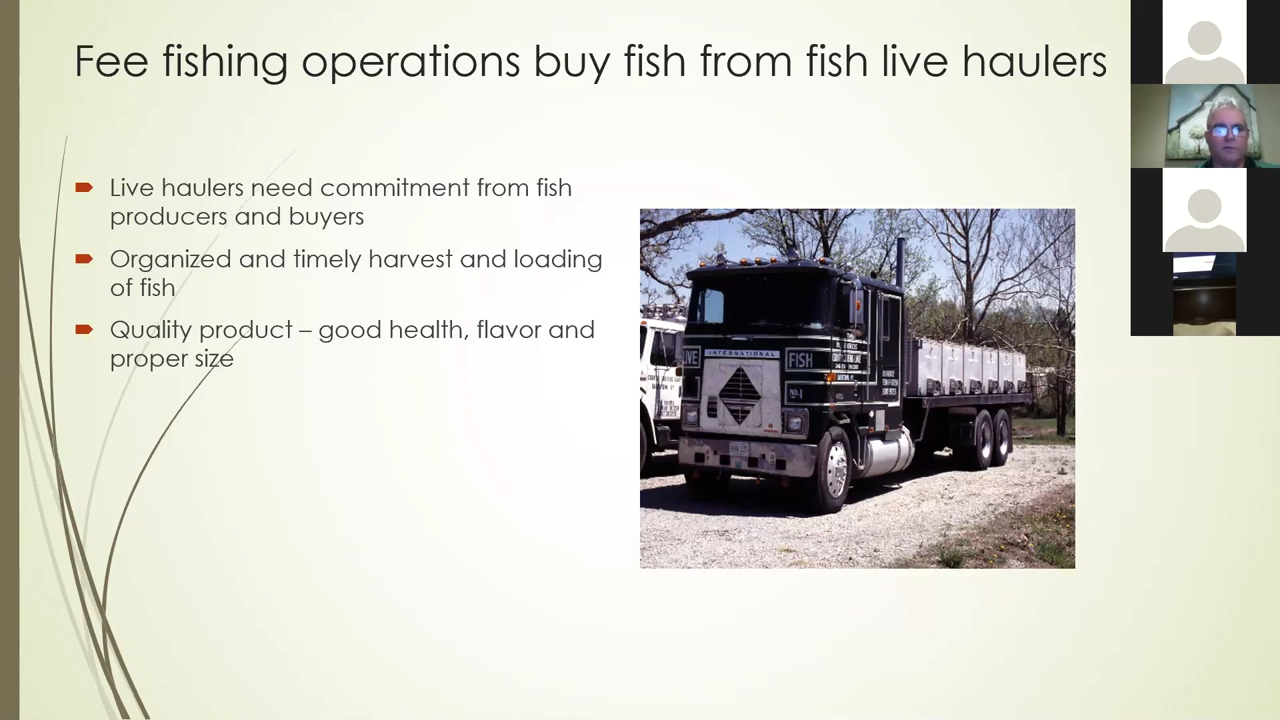 Fee fishing operations buy fish from fish live haulers
Live haulers need commitment from fish
producers and buyers
Organized and timely harvest and loading
of fish
Quality product – good health, flavor and
proper size
INTERNATIONAL
FISH